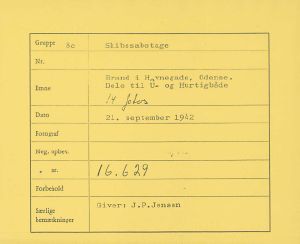 Gruppe 8c Skibssabotage
Nr.
Emne Brand i Havnegade, Odense.
Dele til U- og Hurtigbåde
14 fotos
Dato 21. september 1942
Fotograf
Neg. opbev.
" nr. 16.629
Forbehold
Særlige Giver: J.P.Jensen
bemærkninger